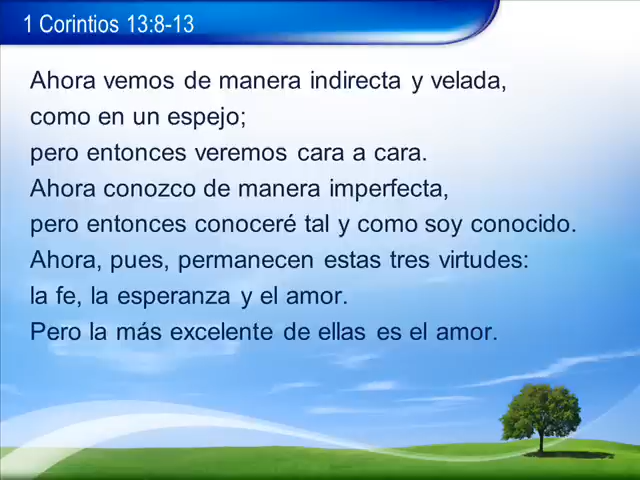 1 Corintios 13:8-13
Ahora vemos de manera indirecta y velada,
como en un espejo;
pero entonces veremos cara a cara.
Ahora conozco de manera imperfecta,
pero entonces conoceré tal y como soy conocido.
Ahora, pues, permanecen estas tres virtudes:
la fe, la esperanza y el amor.
Pero la más excelente de ellas es el amor.